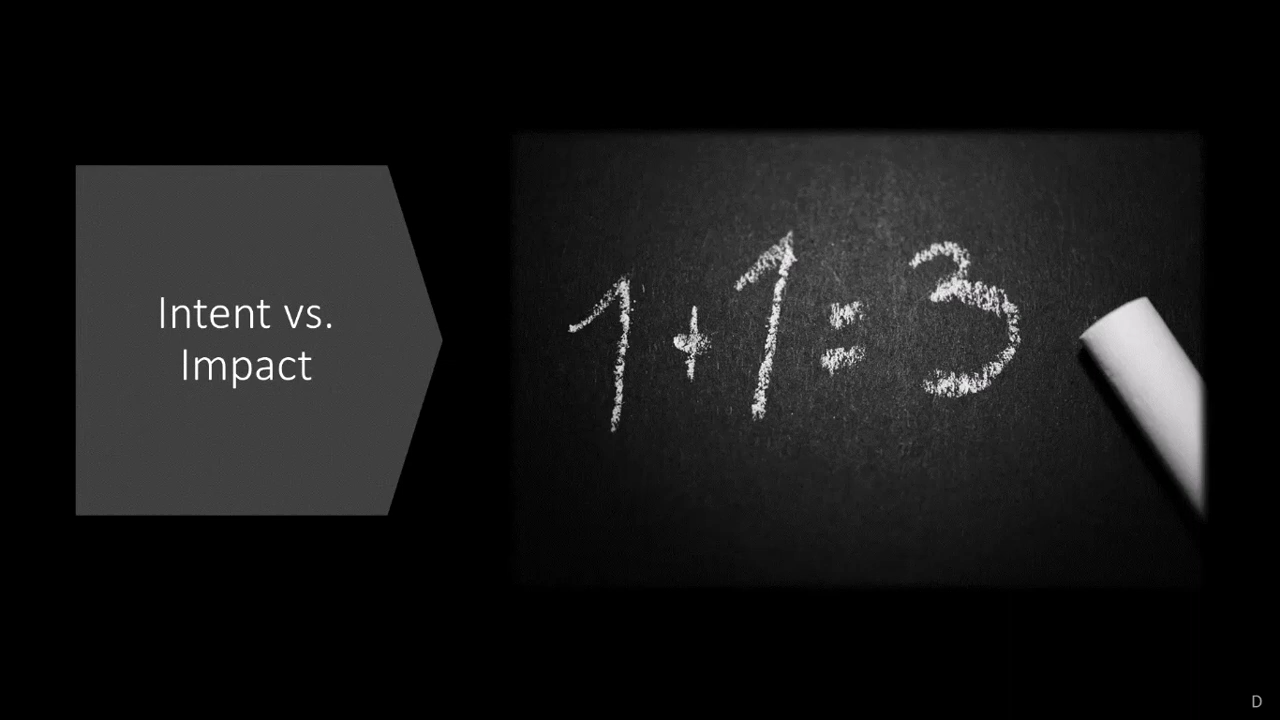 Intent vs.
Impact
1 + 1 = 3
D